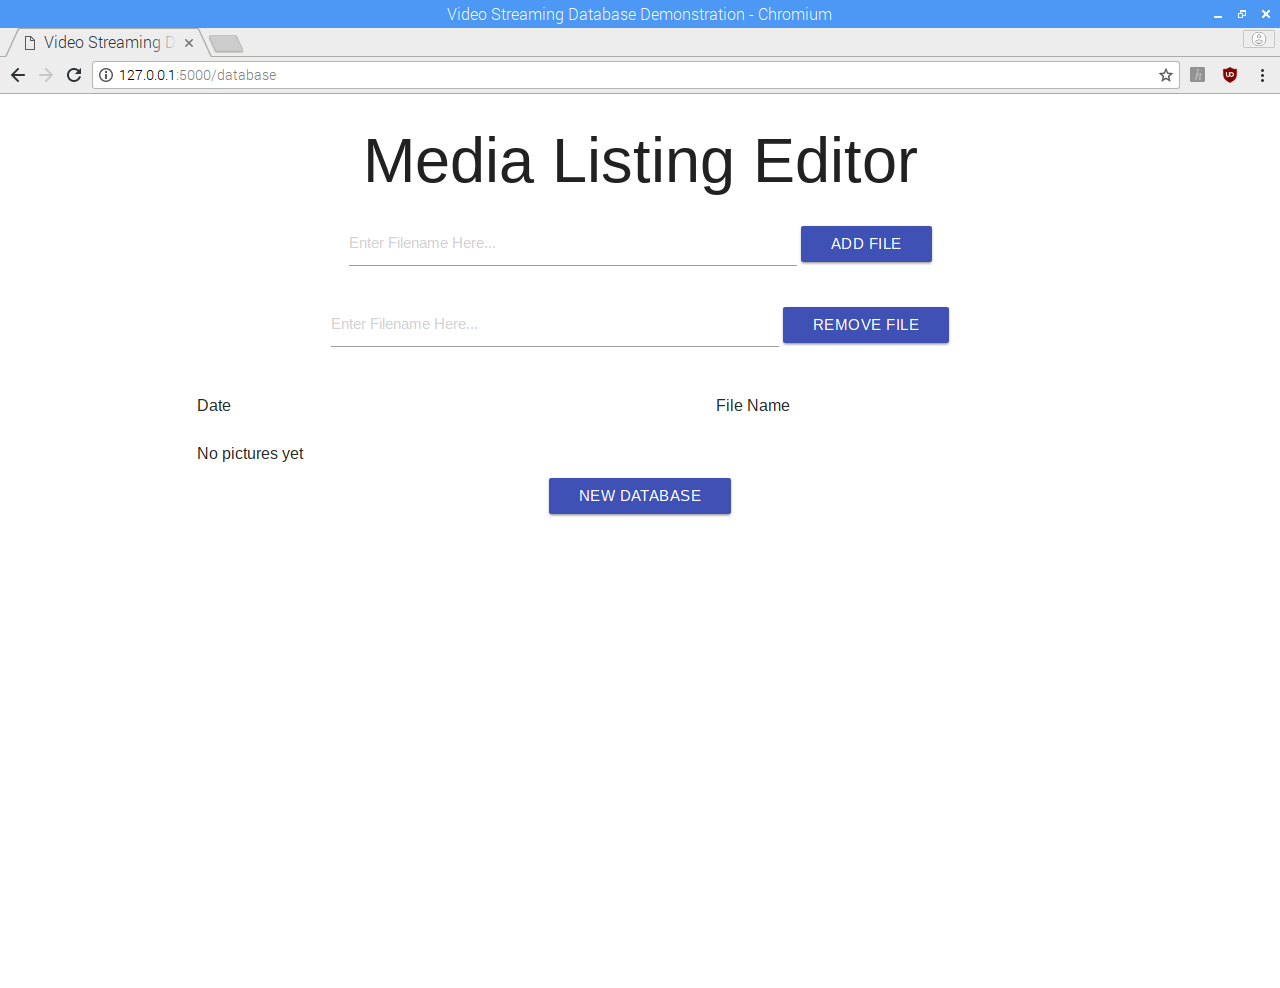 Video Streaming Database Demonstration - Chromium
Video Streaming D
127.0.0.1:5000/database
Media Listing Editor
Enter Filename Here...
ADD FILE
Enter Filename Here...
REMOVE FILE
Date File Name
No pictures yet
NEW DATABASE